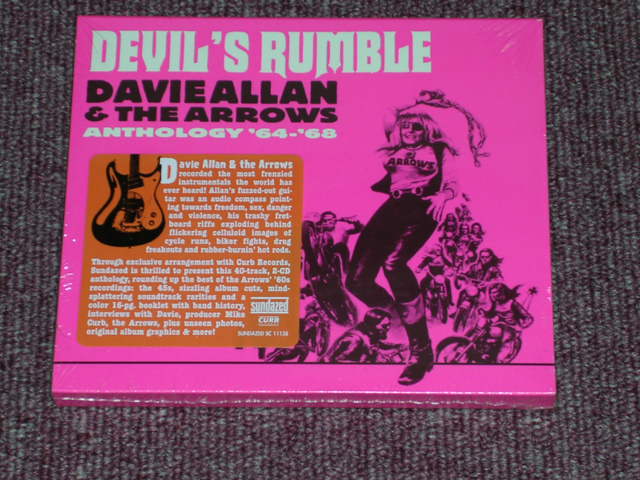 DEVIL'S RUMBLE
DAVIE ALLAN
& THE ARROWS
ANTHOLOGY '64-'68
ARROWS
Davie Allan & the Arrows
recorded the most frenzied
instrumentals the world has
ever heard! Allan's fuzzed-out gui-
tar was an audio compass point-
ing towards freedom, sex, danger
and violence, his trashy fret-
board riffs exploding behind
flickering celluloid images of
cycle runs, biker fights, drug
freakouts and rubber-burnin' hot rods.
Through exclusive arrangement with Curb Records,
Sundazed is thrilled to present this 40-track, 2-CD
anthology, rounding up the best of the Arrows' '60s
recordings: the 45s, sizzling album cuts, mind-
splattering soundtrack rarities and a
color 16-pg. booklet with band history,
interviews with Davie, producer Mike
Curb, the Arrows, plus unseen photos,
original album graphics & more!
sundazed
CURB
SUNDAZED SC 11136